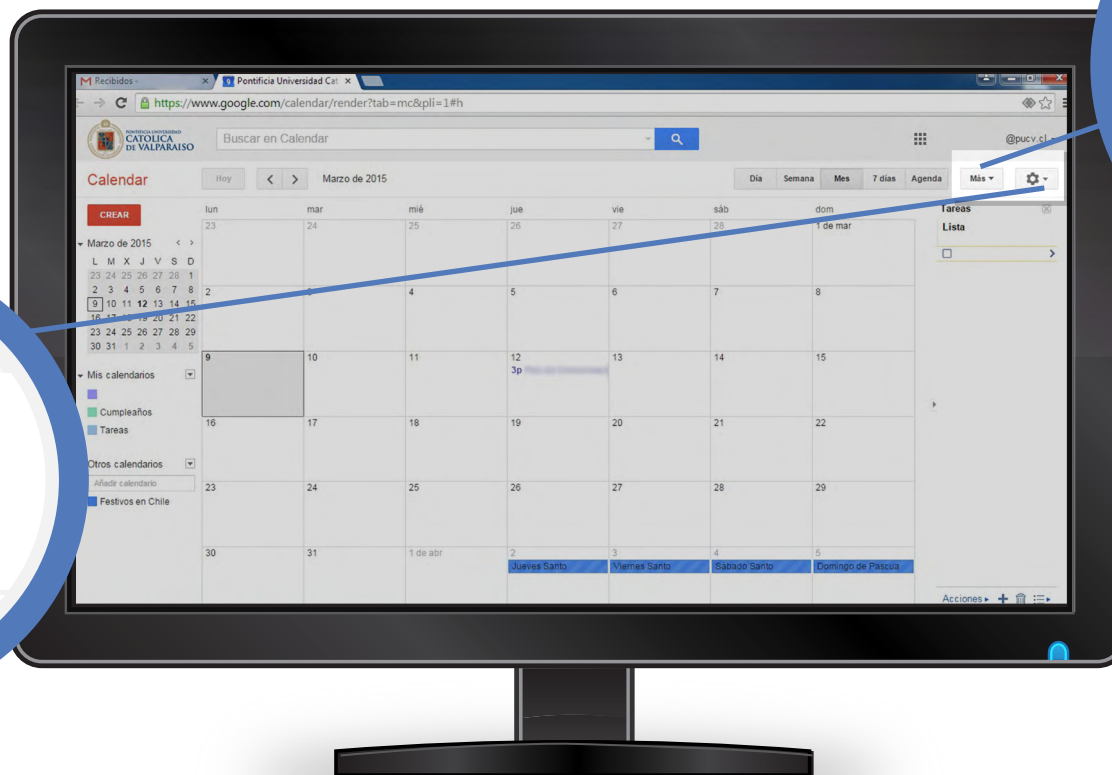 Recibidos -
9 Pontificia Universidad Cat
https://www.google.com/calendar/render?tab=mc&pli=1#h
PONTIFICIA UNIVERSIDAD
CATOLICA
DE VALPARAISO
Buscar en Calendar
@pucv.cl
Calendar
Hoy
Marzo de 2015
Día Semana Mes 7 días Agenda
Más
CREAR
Marzo de 2015
L M X J V S D
23 24 25 26 27 28 1
2 3 4 5 6 7 8
9 10 11 12 13 14 15
16 17 18 19 20 21 22
23 24 25 26 27 28 29
30 31 1 2 3 4 5
Mis calendarios
Cumpleaños
Tareas
Otros calendarios
Añadir calendario
Festivos en Chile
lun mar mié jue vie sáb dom
23 24 25 26 27 28 1 de mar
2 3 4 5 6 7 8
9 10 11 12 13 14 15
3p
16 17 18 19 20 21 22
23 24 25 26 27 28 29
30 31 1 de abr 2 3 4 5
Jueves Santo Viernes Santo Sábado Santo Domingo de Pascua
Tareas
Lista
Acciones